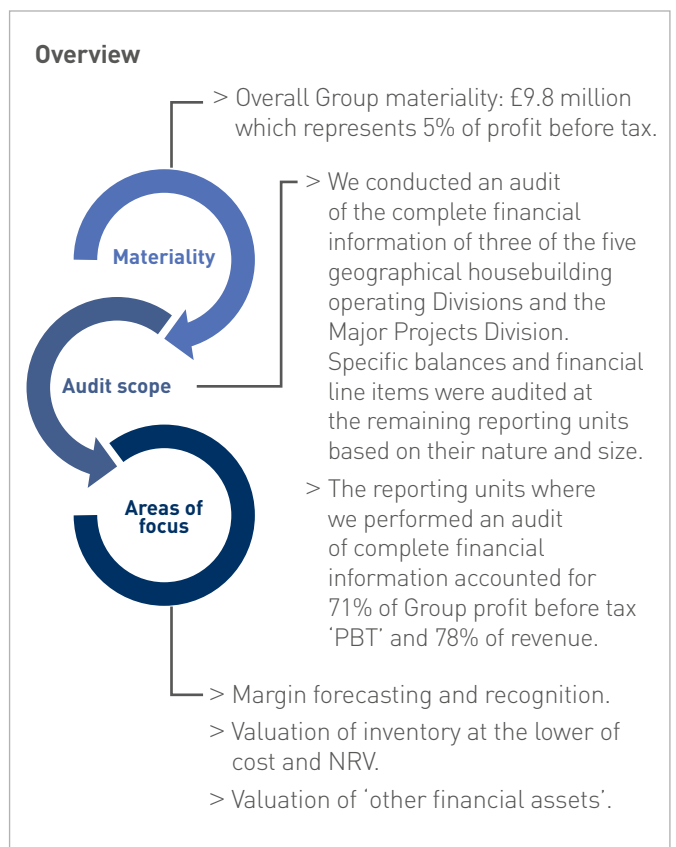 Overview
> Overall Group materiality: £9.8 million
which represents 5% of profit before tax.
Materiality
> We conducted an audit
of the complete financial
information of three of the five
geographical housebuilding
operating Divisions and the
Major Projects Division.
Specific balances and financial
line items were audited at
the remaining reporting units
based on their nature and size.
> The reporting units where
we performed an audit
of complete financial
information accounted for
71% of Group profit before tax
‘PBT’ and 78% of revenue.
Audit scope
Areas of
focus
> Margin forecasting and recognition.
> Valuation of inventory at the lower of
cost and NRV.
> Valuation of ‘other financial assets’.